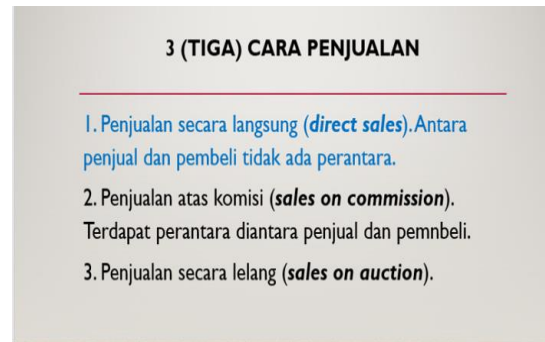 3 (TIGA) CARA PENJUALAN
1. Penjualan secara langsung (direct sales). Antara
penjual dan pembeli tidak ada perantara.
2. Penjualan atas komisi (sales on commission).
Terdapat perantara diantara penjual dan pemnbeli.
3. Penjualan secara lelang (sales on auction).